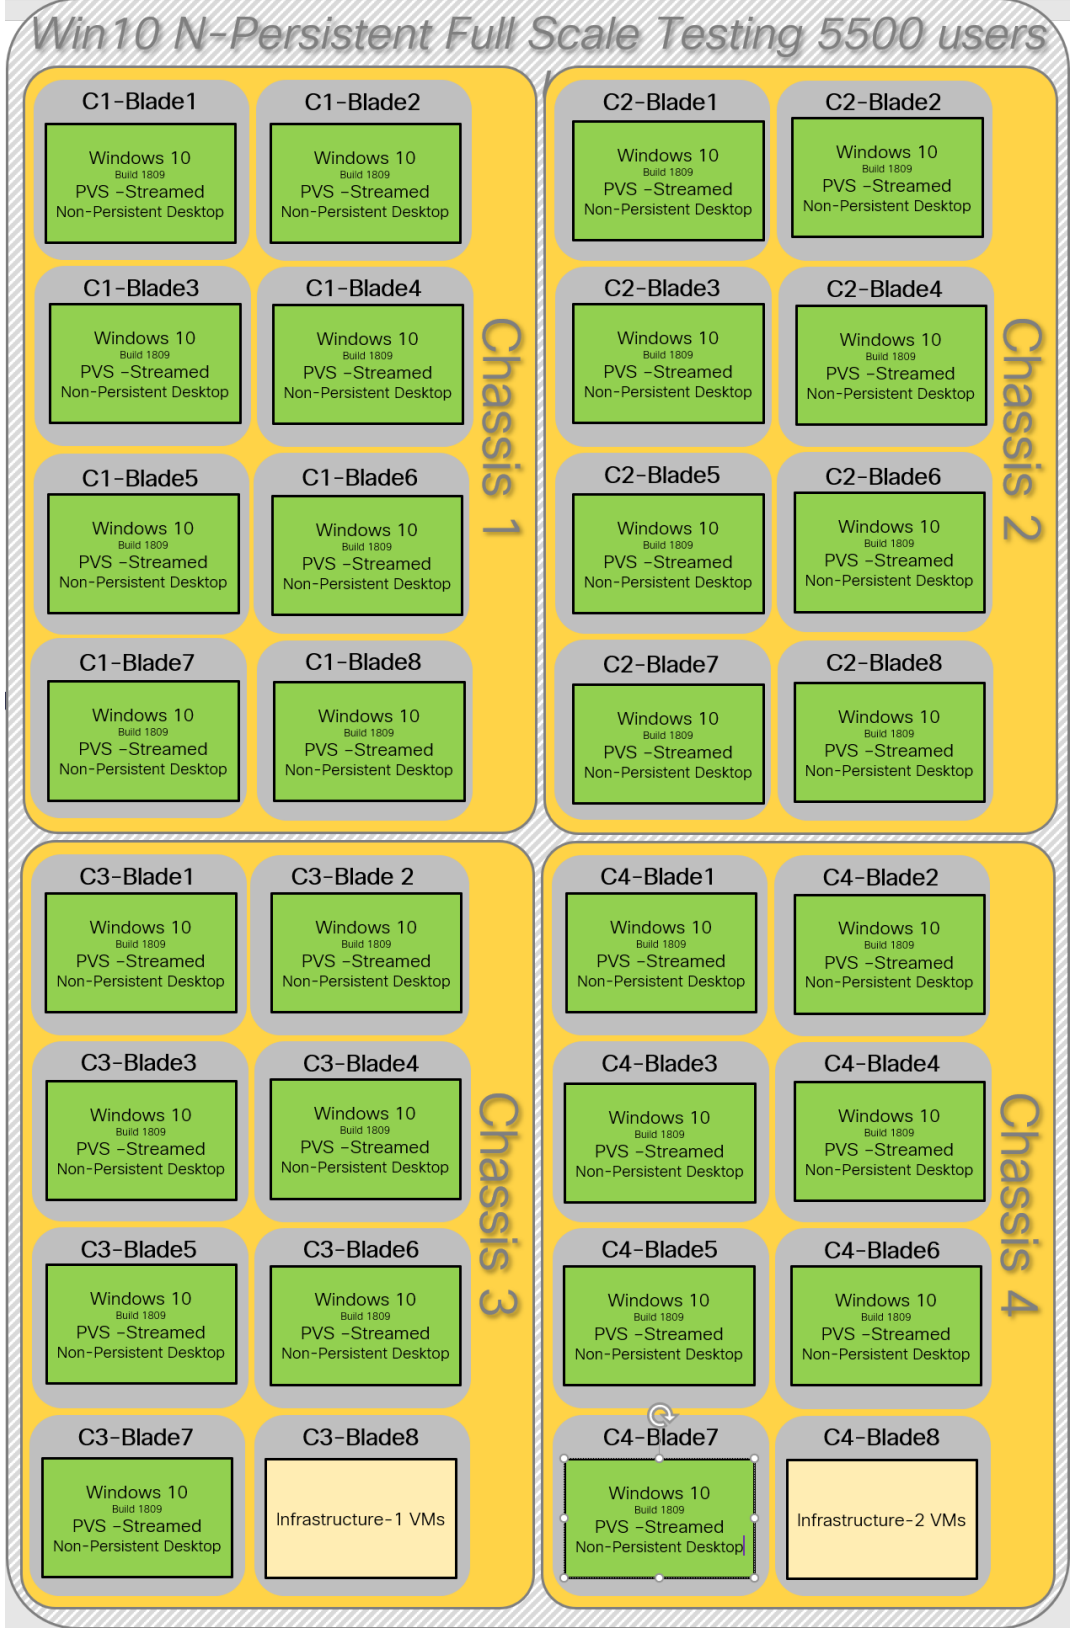 Win10 N-Persistent Full Scale Testing 5500 users
C1-Blade1
Windows 10
Build 1809
PVS -Streamed
Non-Persistent Desktop
C1-Blade2
Windows 10
Build 1809
PVS -Streamed
Non-Persistent Desktop
C1-Blade3
Windows 10
Build 1809
PVS -Streamed
Non-Persistent Desktop
C1-Blade4
Windows 10
Build 1809
PVS -Streamed
Non-Persistent Desktop
C1-Blade5
Windows 10
Build 1809
PVS -Streamed
Non-Persistent Desktop
C1-Blade6
Windows 10
Build 1809
PVS -Streamed
Non-Persistent Desktop
C1-Blade7
Windows 10
Build 1809
PVS -Streamed
Non-Persistent Desktop
C1-Blade8
Windows 10
Build 1809
PVS -Streamed
Non-Persistent Desktop
Chassis 1
C2-Blade1
Windows 10
Build 1809
PVS -Streamed
Non-Persistent Desktop
C2-Blade2
Windows 10
Build 1809
PVS -Streamed
Non-Persistent Desktop
C2-Blade3
Windows 10
Build 1809
PVS -Streamed
Non-Persistent Desktop
C2-Blade4
Windows 10
Build 1809
PVS -Streamed
Non-Persistent Desktop
C2-Blade5
Windows 10
Build 1809
PVS -Streamed
Non-Persistent Desktop
C2-Blade6
Windows 10
Build 1809
PVS -Streamed
Non-Persistent Desktop
C2-Blade7
Windows 10
Build 1809
PVS -Streamed
Non-Persistent Desktop
C2-Blade8
Windows 10
Build 1809
PVS -Streamed
Non-Persistent Desktop
Chassis 2
C3-Blade1
Windows 10
Build 1809
PVS -Streamed
Non-Persistent Desktop
C3-Blade 2
Windows 10
Build 1809
PVS -Streamed
Non-Persistent Desktop
C3-Blade3
Windows 10
Build 1809
PVS -Streamed
Non-Persistent Desktop
C3-Blade4
Windows 10
Build 1809
PVS -Streamed
Non-Persistent Desktop
C3-Blade5
Windows 10
Build 1809
PVS -Streamed
Non-Persistent Desktop
C3-Blade6
Windows 10
Build 1809
PVS -Streamed
Non-Persistent Desktop
C3-Blade7
Windows 10
Build 1809
PVS -Streamed
Non-Persistent Desktop
C3-Blade8
Infrastructure-1 VMs
Chassis 3
C4-Blade1
Windows 10
Build 1809
PVS -Streamed
Non-Persistent Desktop
C4-Blade2
Windows 10
Build 1809
PVS -Streamed
Non-Persistent Desktop
C4-Blade3
Windows 10
Build 1809
PVS -Streamed
Non-Persistent Desktop
C4-Blade4
Windows 10
Build 1809
PVS -Streamed
Non-Persistent Desktop
C4-Blade5
Windows 10
Build 1809
PVS -Streamed
Non-Persistent Desktop
C4-Blade6
Windows 10
Build 1809
PVS -Streamed
Non-Persistent Desktop
C4-Blade7
Windows 10
Build 1809
PVS -Streamed
Non-Persistent Desktop
C4-Blade8
Infrastructure-2 VMs
Chassis 4